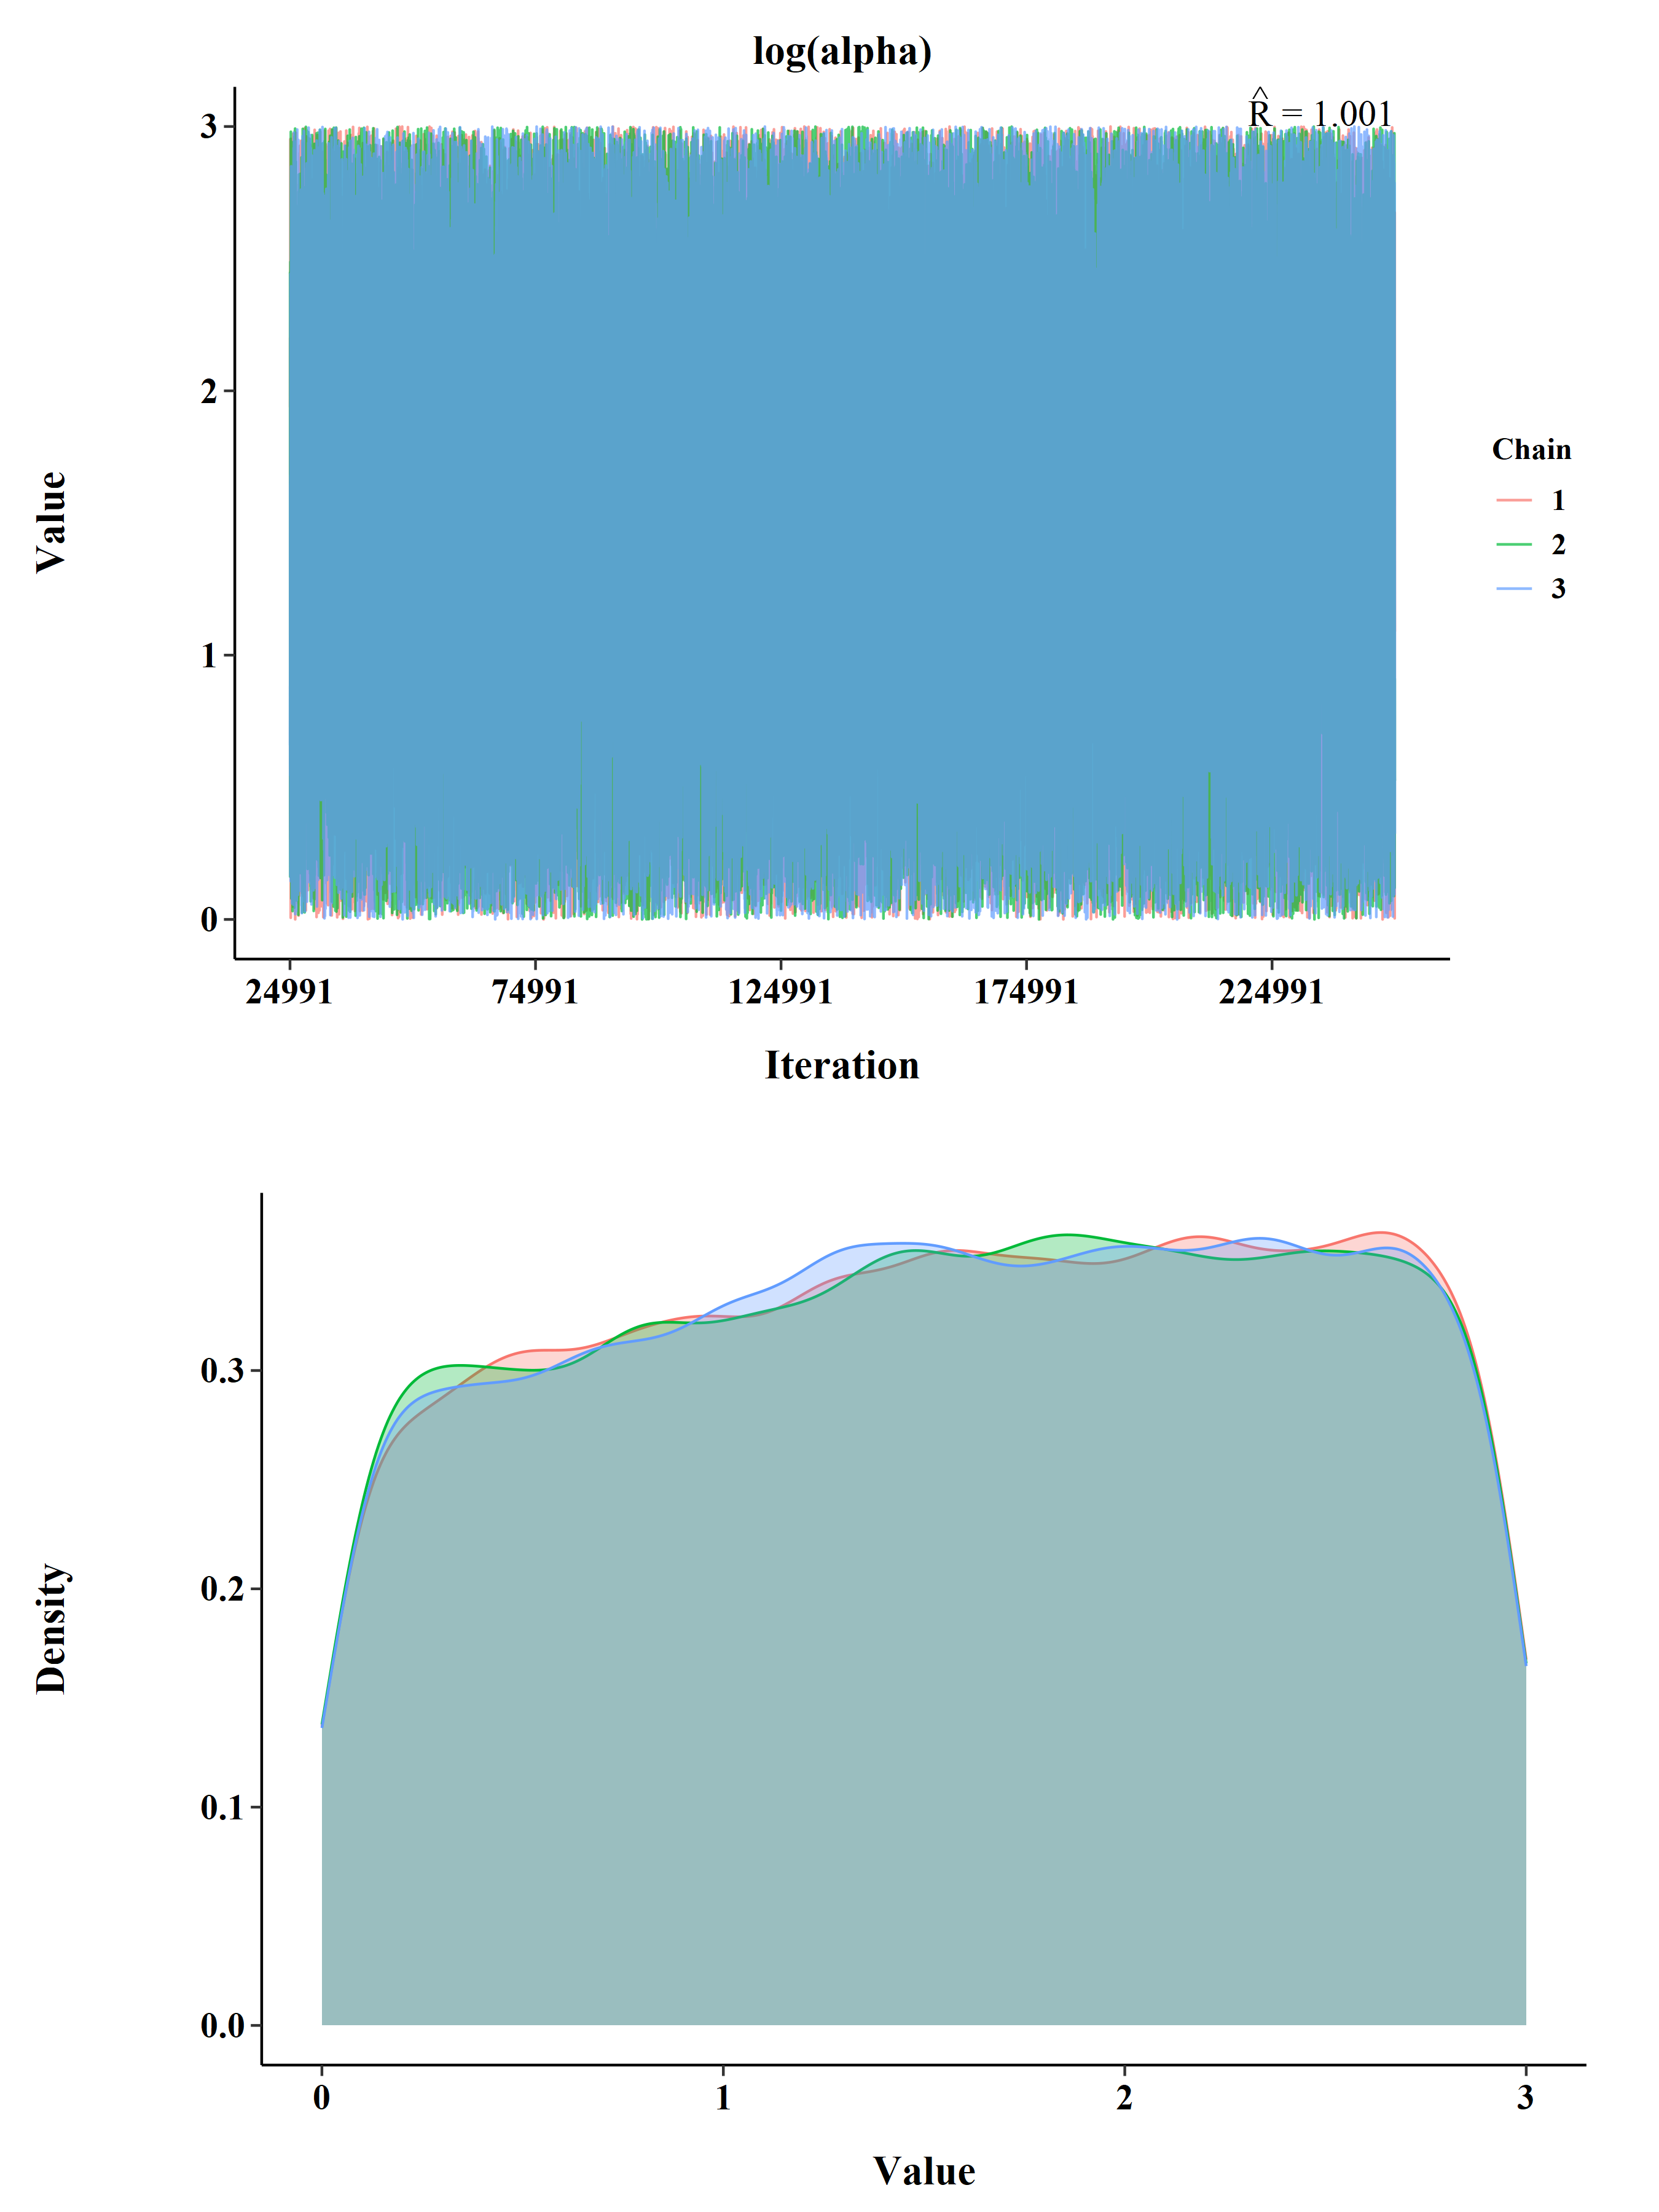 log(alpha)
R̂ = 1.001
3
2
1
0
Value
24991 74991 124991 174991 224991
Iteration
Chain
1
2
3
0.3
0.2
0.1
0.0
Density
0 1 2 3
Value